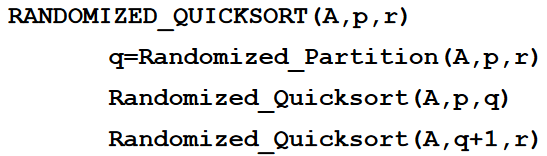 RANDOMIZED_QUICKSORT(A,p,r)
q=Randomized_Partition(A,p,r)
Randomized_Quicksort(A,p,q)
Randomized_Quicksort(A,q+1,r)